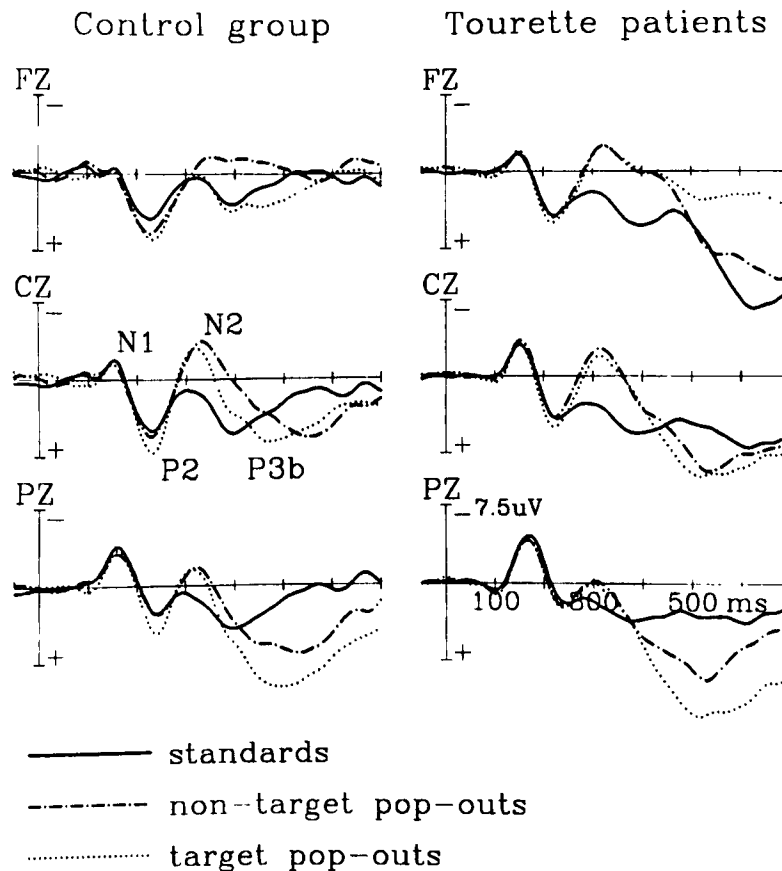 Control group
Tourette patients
FZ
−
+
FZ
−
+
CZ
−
N1
N2
P2
P3b
+
CZ
−
+
PZ
−
+
PZ
−7.5uV
100 300 500 ms
+
standards
non-target pop-outs
target pop-outs